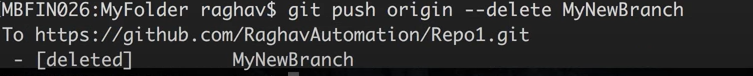 MBFIN026:MyFolder raghav$ git push origin --delete MyNewBranch
To https://github.com/RaghavAutomation/Repo1.git
 - [deleted]         MyNewBranch